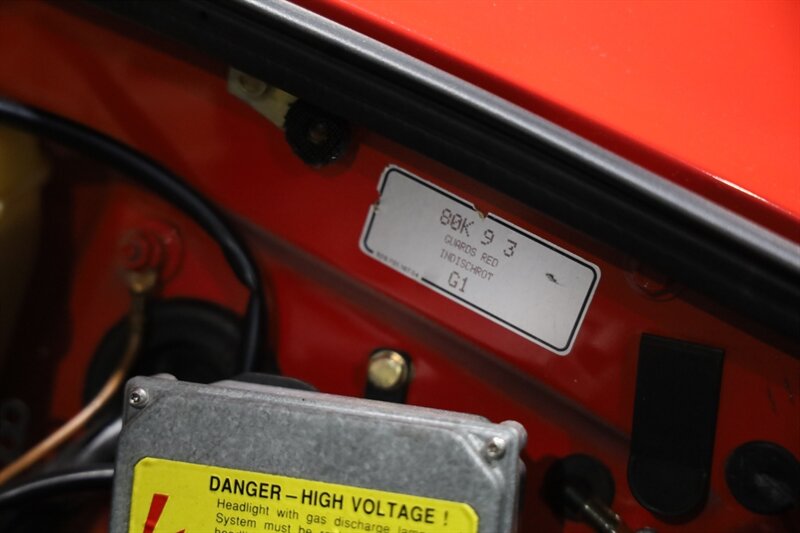 80K 9 3
GUARDS RED
INDISCHROT
G1
DANGER – HIGH VOLTAGE !
Headlight with gas discharge lamp
System must be